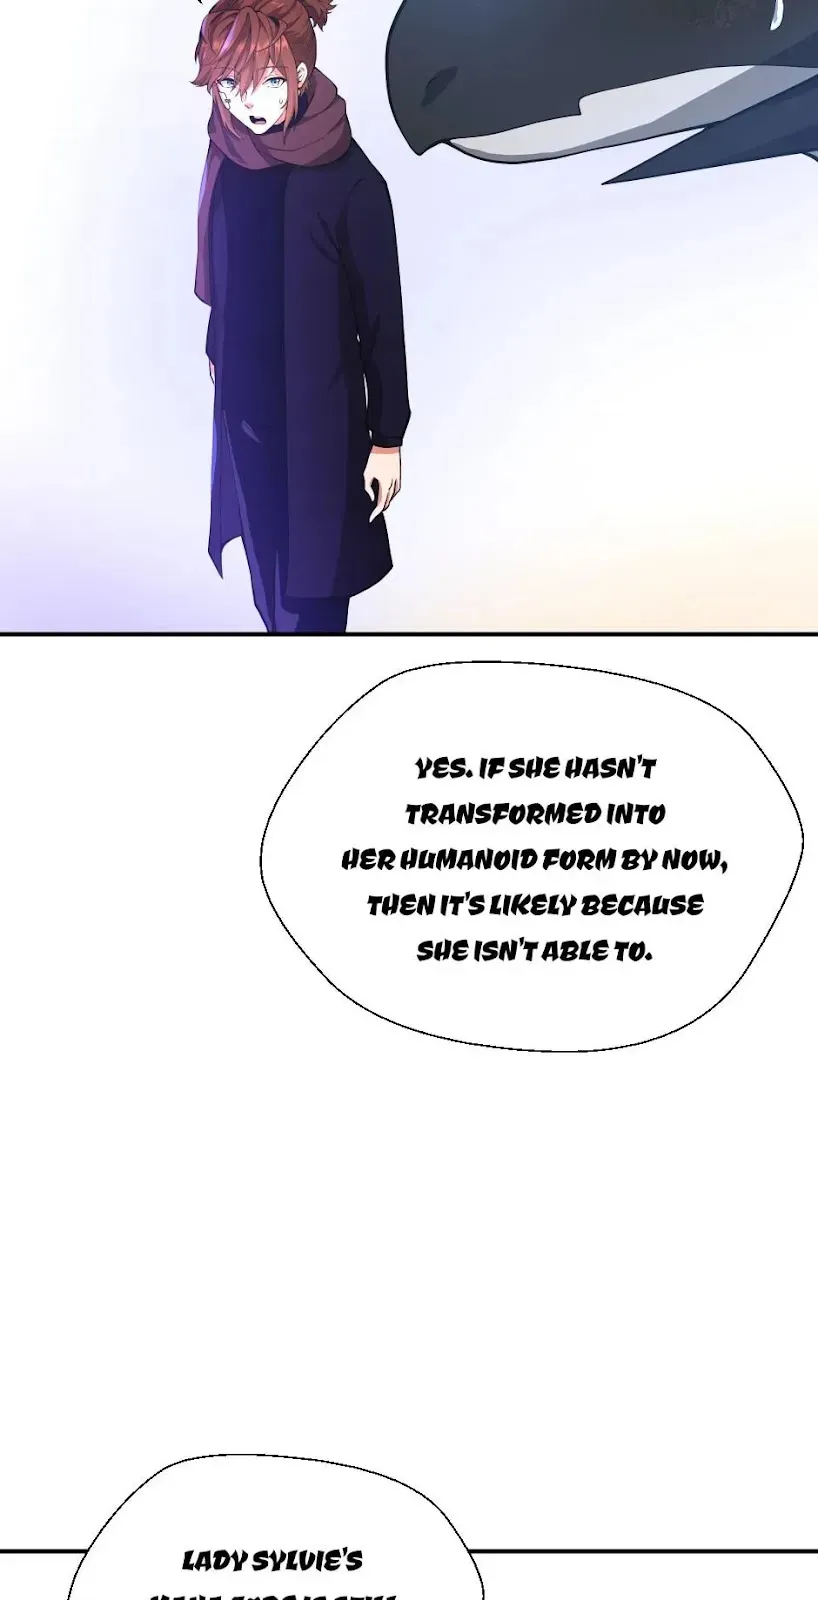 YES. IF SHE HASN'T
TRANSFORMED INTO
HER HUMANOID FORM BY NOW,
THEN IT'S LIKELY BECAUSE
SHE ISN'T ABLE TO.
LADY SYLVIE'S